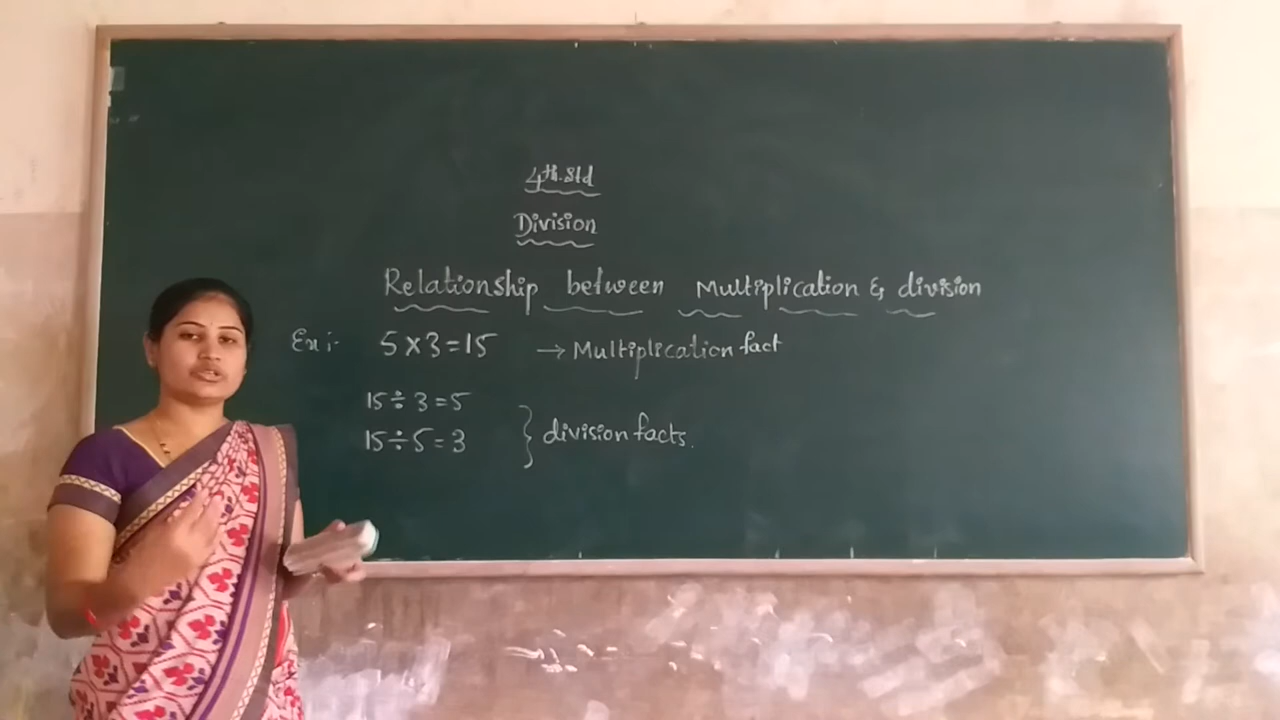 4th. std
Division
Relationship between Multiplication & division
Ex:- 5 x 3 = 15 → Multiplication fact
15 ÷ 3 = 5
15 ÷ 5 = 3 } division facts.